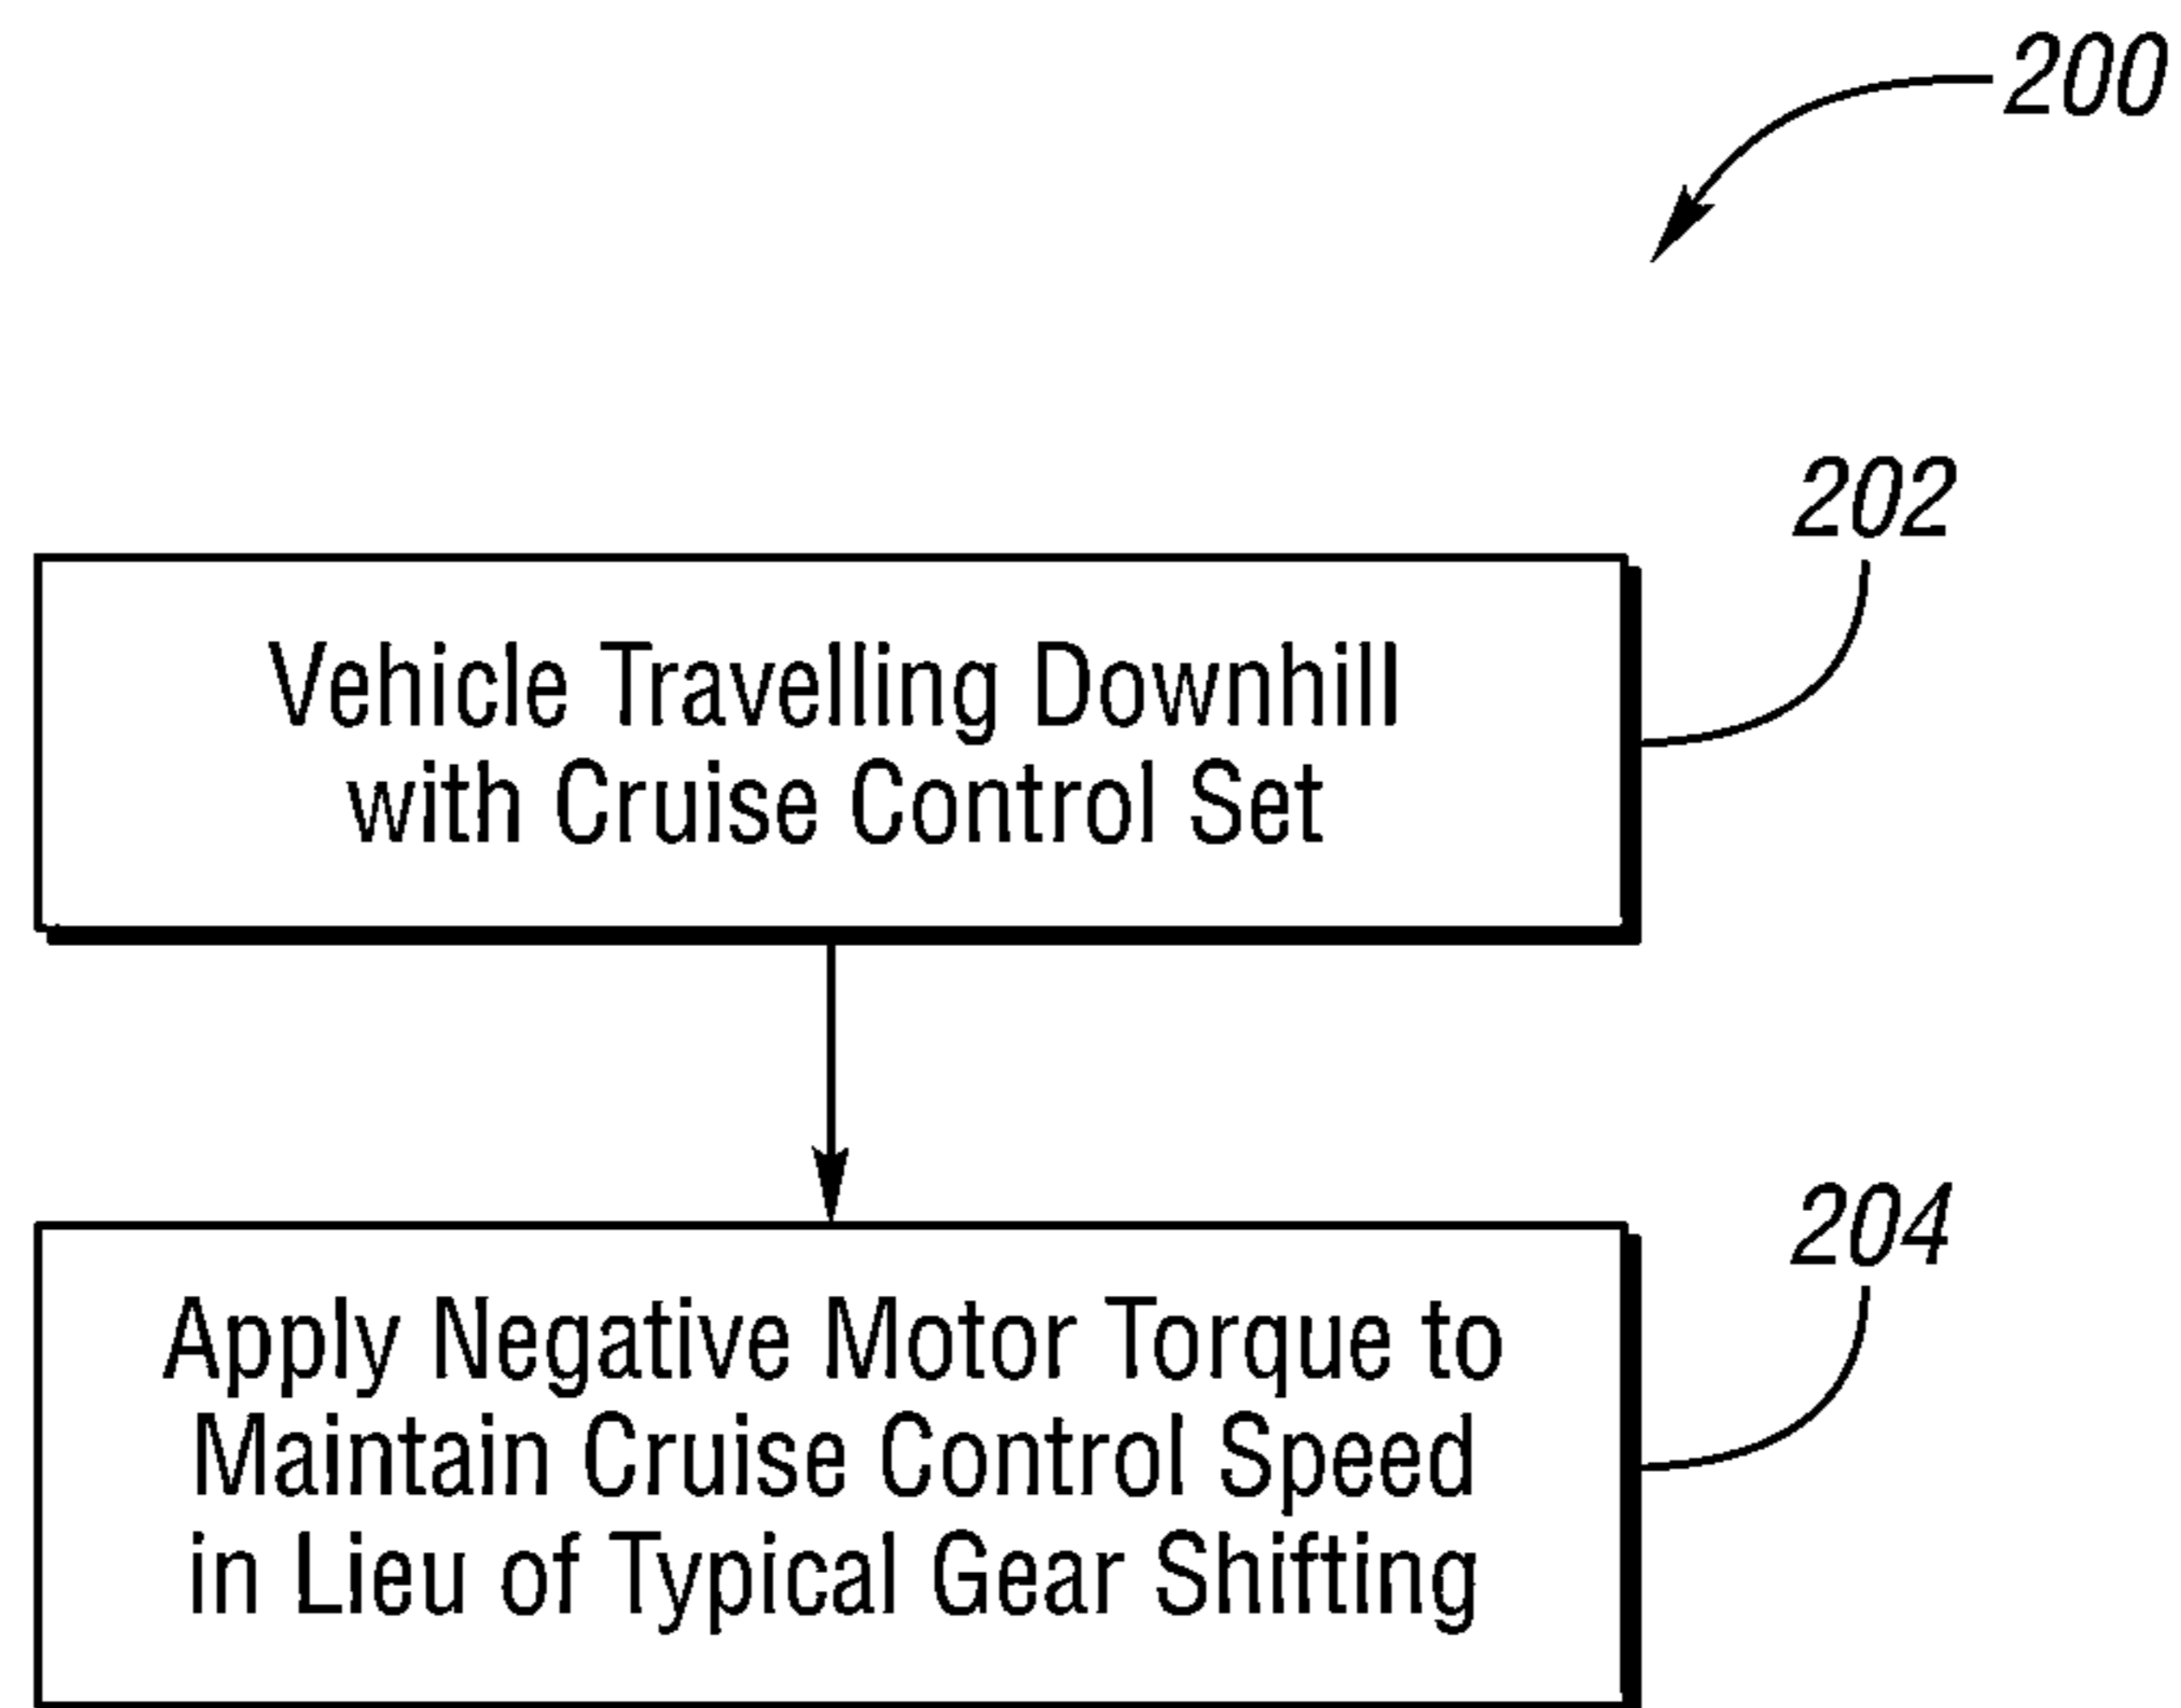 200
202
Vehicle Travelling Downhill
with Cruise Control Set
204
Apply Negative Motor Torque to
Maintain Cruise Control Speed
in Lieu of Typical Gear Shifting